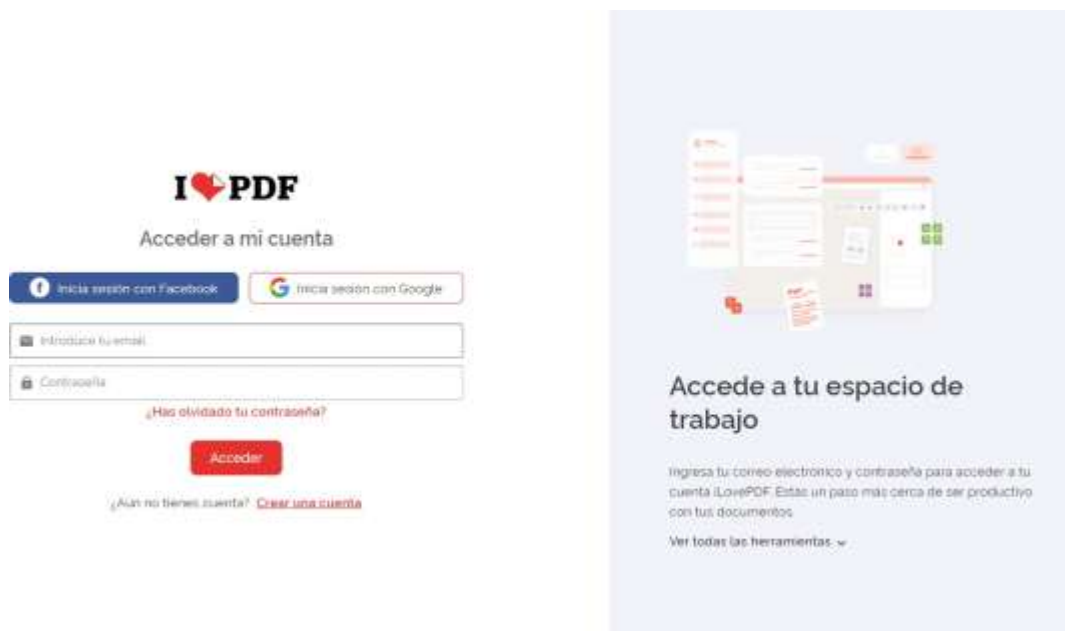 I PDF
Acceder a mi cuenta
Inicia sesión con Facebook
Inicia sesión con Google
Introduce tu email
Contraseña
¿Has olvidado tu contraseña?
Acceder
¿Aún no tienes cuenta? Crear una cuenta
Accede a tu espacio de
trabajo
Ingresa tu correo electrónico y contraseña para acceder a tu
cuenta iLovePDF. Estás un paso más cerca de ser productivo
con tus documentos
Ver todas las herramientas